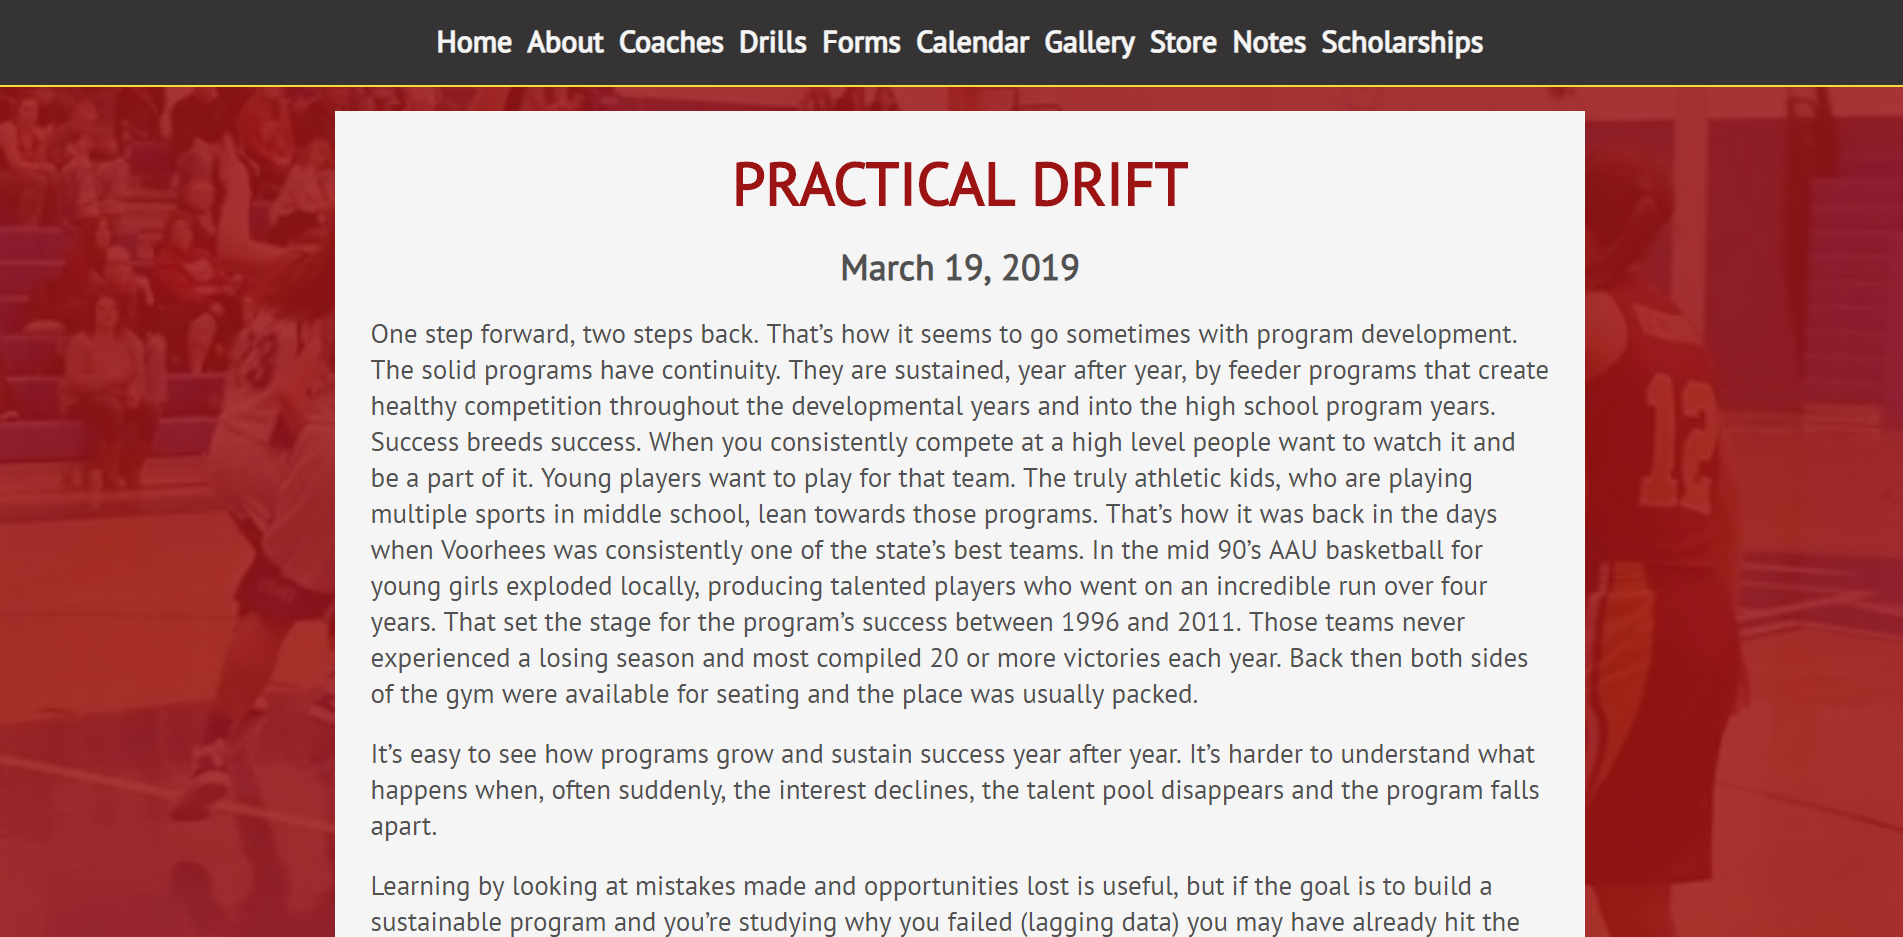 Home About Coaches Drills Forms Calendar Gallery Store Notes Scholarships
PRACTICAL DRIFT
March 19, 2019
One step forward, two steps back. That’s how it seems to go sometimes with program development.
The solid programs have continuity. They are sustained, year after year, by feeder programs that create
healthy competition throughout the developmental years and into the high school program years.
Success breeds success. When you consistently compete at a high level people want to watch it and
be a part of it. Young players want to play for that team. The truly athletic kids, who are playing
multiple sports in middle school, lean towards those programs. That’s how it was back in the days
when Voorhees was consistently one of the state’s best teams. In the mid 90’s AAU basketball for
young girls exploded locally, producing talented players who went on an incredible run over four
years. That set the stage for the program’s success between 1996 and 2011. Those teams never
experienced a losing season and most compiled 20 or more victories each year. Back then both sides
of the gym were available for seating and the place was usually packed.
It’s easy to see how programs grow and sustain success year after year. It’s harder to understand what
happens when, often suddenly, the interest declines, the talent pool disappears and the program falls
apart.
Learning by looking at mistakes made and opportunities lost is useful, but if the goal is to build a
sustainable program and you’re studying why you failed (lagging data) you may have already hit the
12